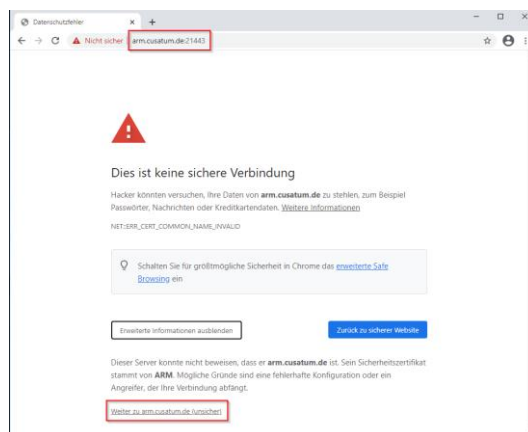 Datenschutzfehler
Nicht sicher
arm.cusatum.de:21443
Dies ist keine sichere Verbindung
Hacker könnten versuchen, Ihre Daten von arm.cusatum.de zu stehlen, zum Beispiel
Passwörter, Nachrichten oder Kreditkartendaten. Weitere Informationen
NET::ERR_CERT_COMMON_NAME_INVALID
Schalten Sie für größtmögliche Sicherheit in Chrome das erweiterte Safe
Browsing ein
Erweiterte Informationen ausblenden
Zurück zu sicherer Website
Dieser Server konnte nicht beweisen, dass er arm.cusatum.de ist. Sein Sicherheitszertifikat
stammt von ARM. Mögliche Gründe sind eine fehlerhafte Konfiguration oder ein
Angreifer, der Ihre Verbindung abfängt.
Weiter zu arm.cusatum.de (unsicher)